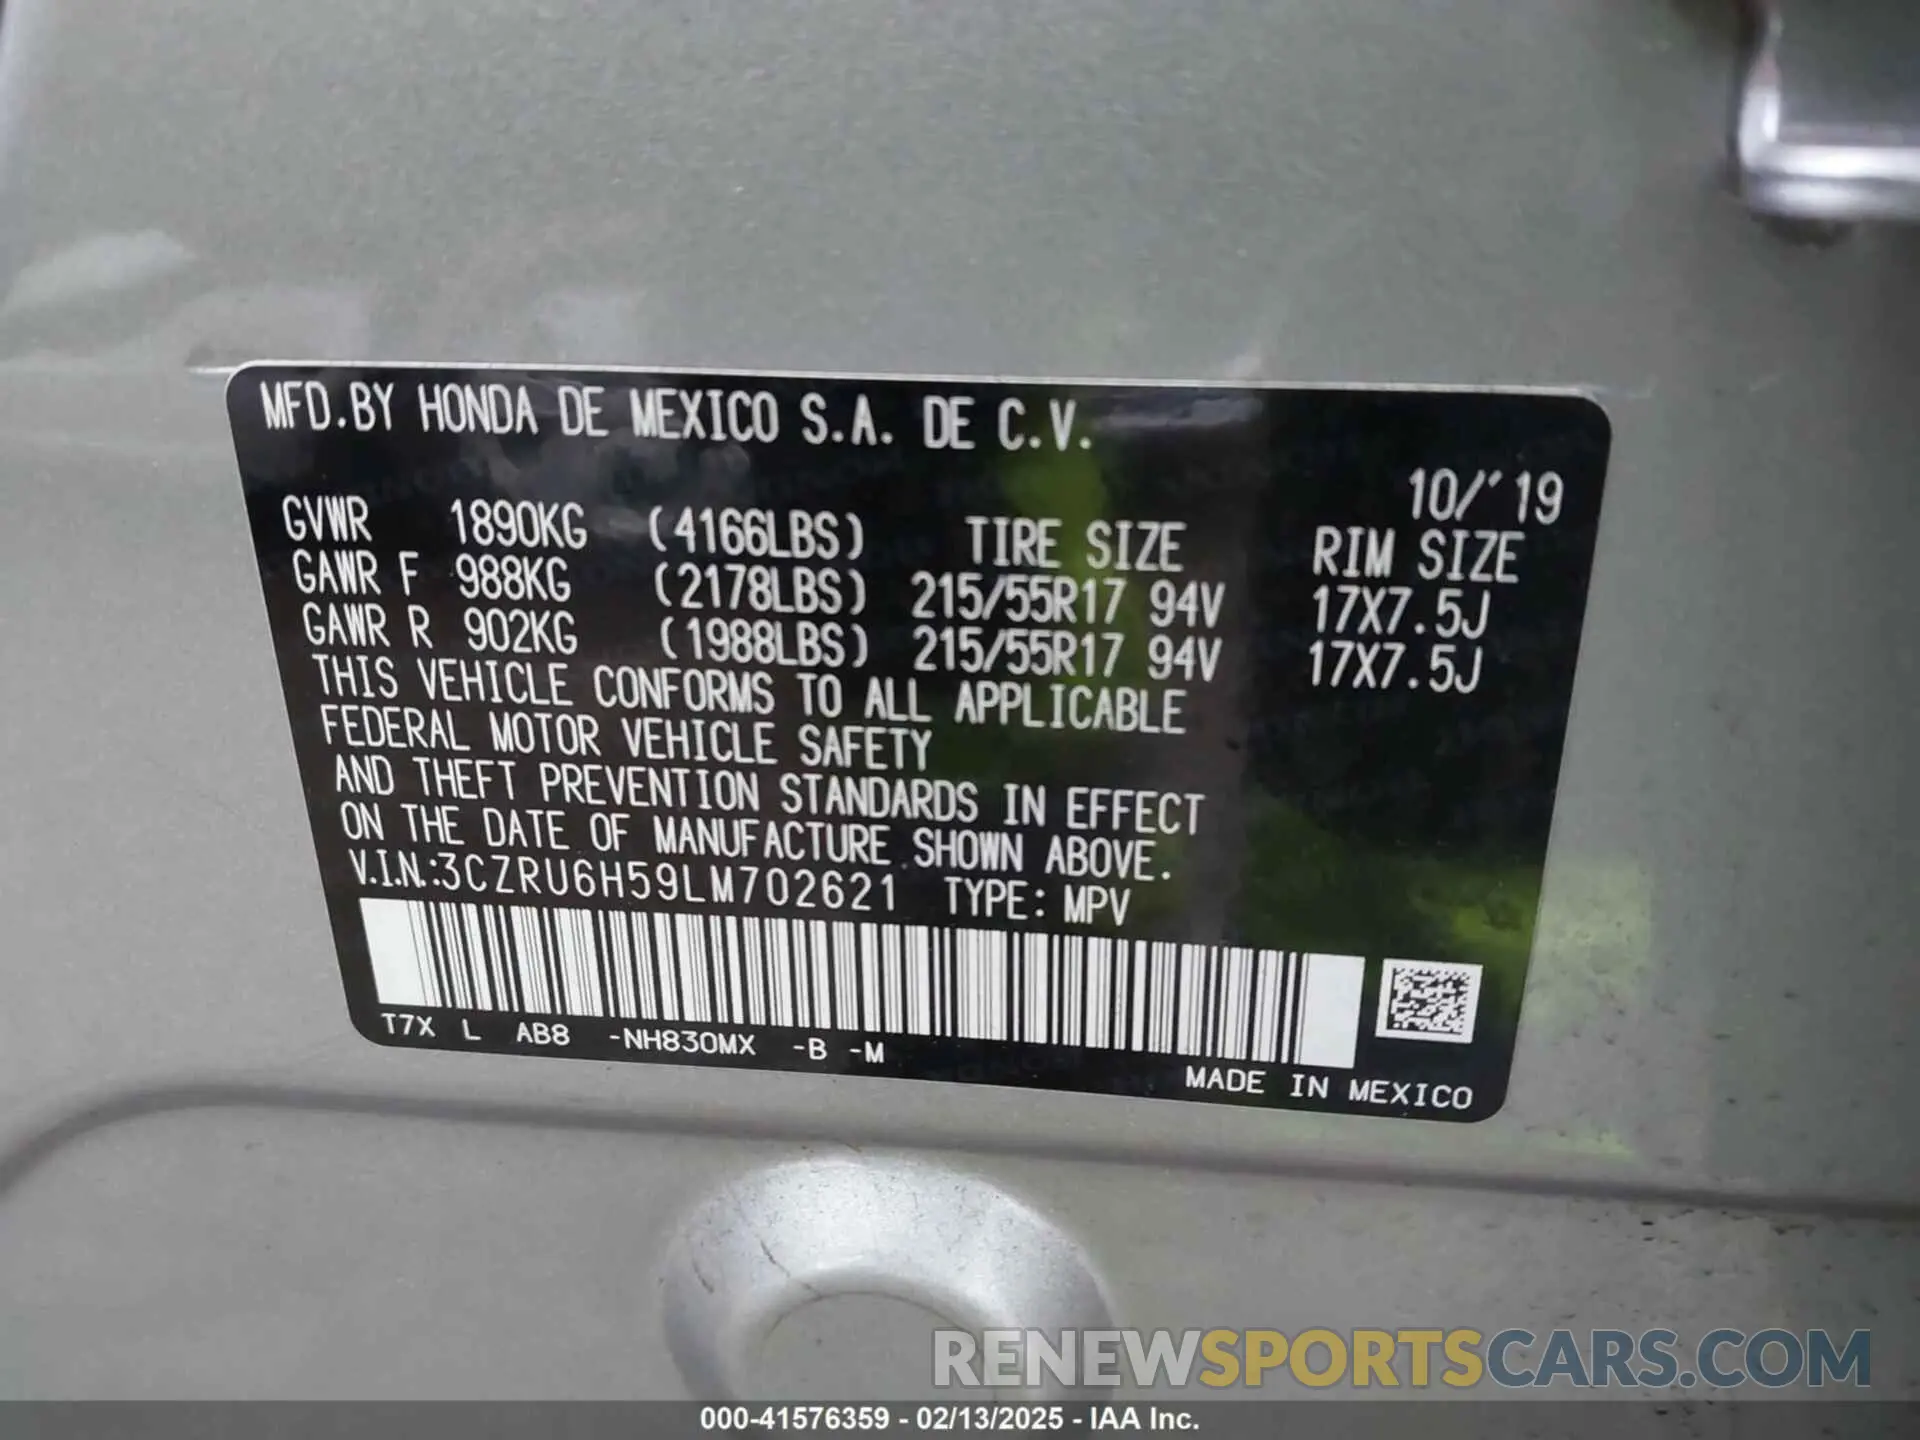 MFD.BY HONDA DE MEXICO S.A. DE C.V.
10/'19
GVWR 1890KG (4166LBS) TIRE SIZE RIM SIZE
GAWR F 988KG (2178LBS) 215/55R17 94V 17X7.5J
GAWR R 902KG (1988LBS) 215/55R17 94V 17X7.5J
THIS VEHICLE CONFORMS TO ALL APPLICABLE
FEDERAL MOTOR VEHICLE SAFETY
AND THEFT PREVENTION STANDARDS IN EFFECT
ON THE DATE OF MANUFACTURE SHOWN ABOVE.
V.I.N.:3CZRU6H59LM702621 TYPE: MPV
T7X L AB8 -NH830MX -B -M
MADE IN MEXICO
RENEWSPORTSCARS.COM
000-41576359 - 02/13/2025 - IAA Inc.